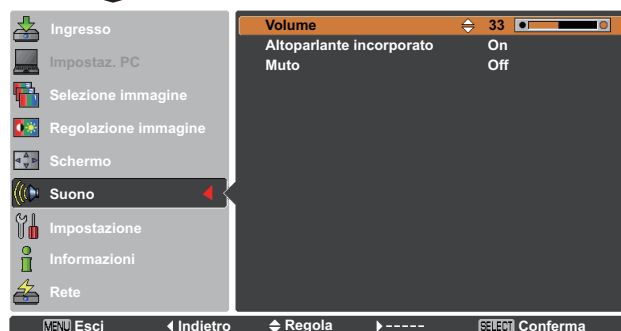 Ingresso
Impostaz. PC
Selezione immagine
Regolazione immagine
Schermo
Suono
Impostazione
Informazioni
Rete
Volume 33
Altoparlante incorporato On
Muto Off
MENU Esci Indietro Regola ----- SELECT Conferma